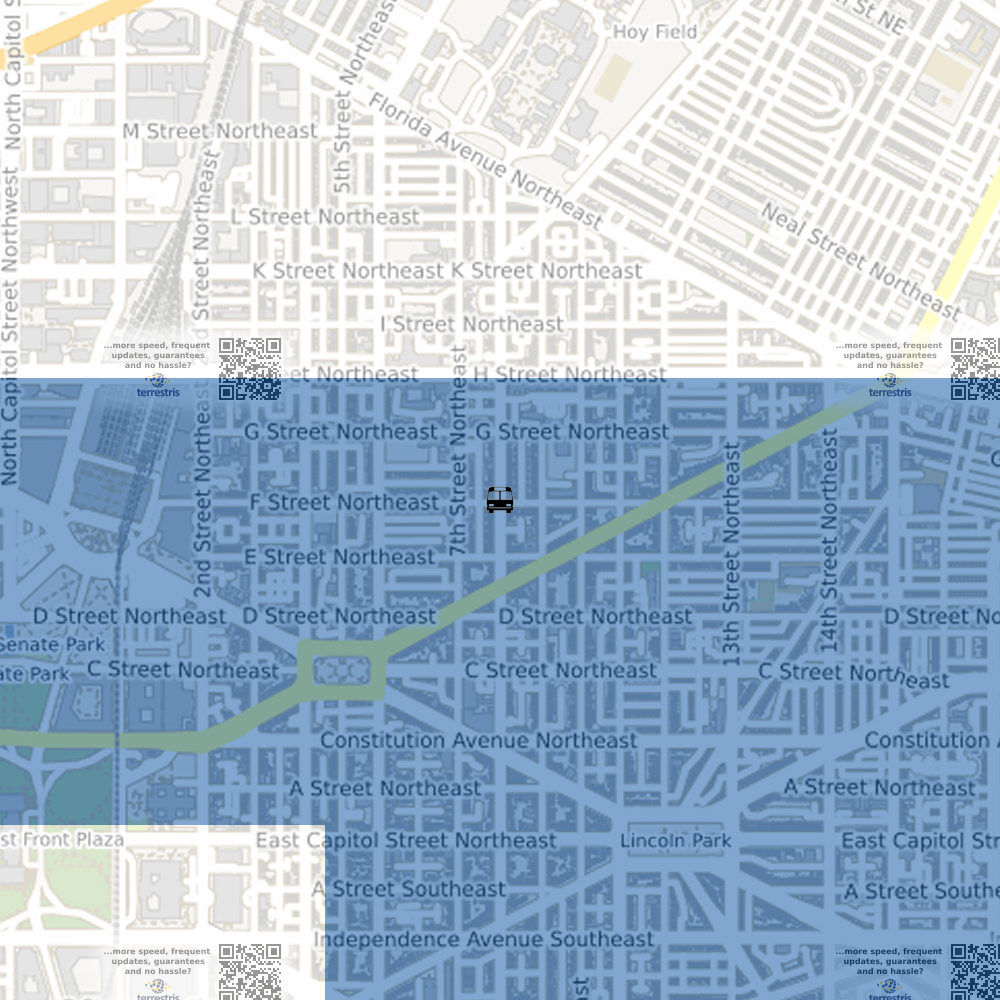 St NE
Hoy Field
North Capitol S
5th Street Northeast
Florida Avenue Northeast
M Street Northeast
North Capitol Street Northwest
L Street Northeast
Neal Street Northeast
K Street Northeast
K Street Northeast
I Street Northeast
...more speed, frequent
updates, guarantees
and no hassle?
terrestris
...more speed, frequent
updates, guarantees
and no hassle?
terrestris
eet Northeast
H Street Northeast
2nd Street Northeast
7th Street Northeast
G Street Northeast
G Street Northeast
F Street Northeast
13th Street Northeast
14th Street Northeast
E Street Northeast
D Street Northeast
D Street Northeast
D Street Northeast
D Street No
Senate Park
ate Park
C Street Northeast
C Street Northeast
C Street Northeast
Constitution Avenue Northeast
Constitution A
A Street Northeast
A Street Northeast
st Front Plaza
East Capitol Street Northeast
Lincoln Park
East Capitol Str
A Street Southeast
A Street Southe
Independence Avenue Southeast
...more speed, frequent
updates, guarantees
and no hassle?
terrestris
...more speed, frequent
updates, guarantees
and no hassle?
terrestris